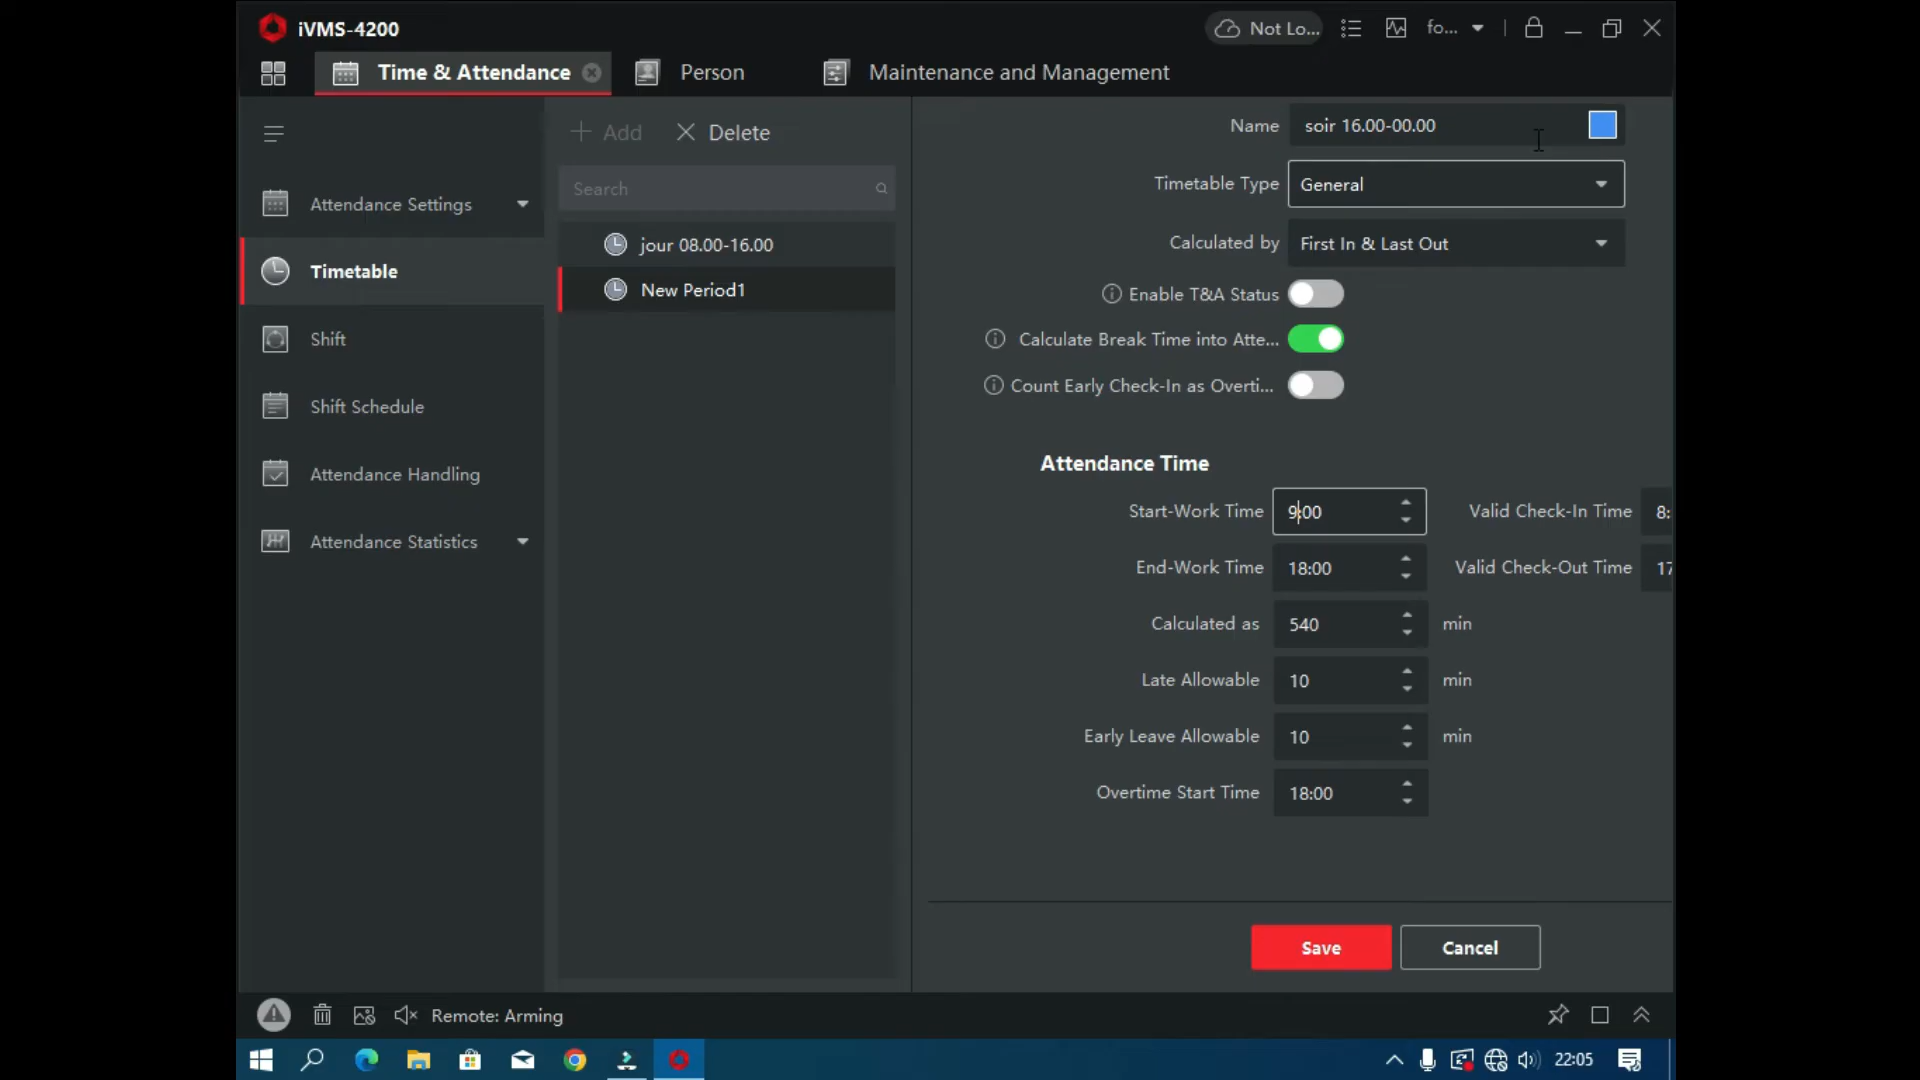 iVMS-4200
Not Lo...
fo...
Time & Attendance
Person
Maintenance and Management
Add
Delete
Name
soir 16.00-00.00
Search
Timetable Type
General
Attendance Settings
jour 08.00-16.00
Calculated by
First In & Last Out
Timetable
New Period1
Enable T&A Status
Shift
Calculate Break Time into Atte...
Shift Schedule
Count Early Check-In as Overti...
Attendance Handling
Attendance Time
Attendance Statistics
Start-Work Time
9:00
Valid Check-In Time
8:
End-Work Time
18:00
Valid Check-Out Time
17
Calculated as
540
min
Late Allowable
10
min
Early Leave Allowable
10
min
Overtime Start Time
18:00
Save
Cancel
Remote: Arming
22:05